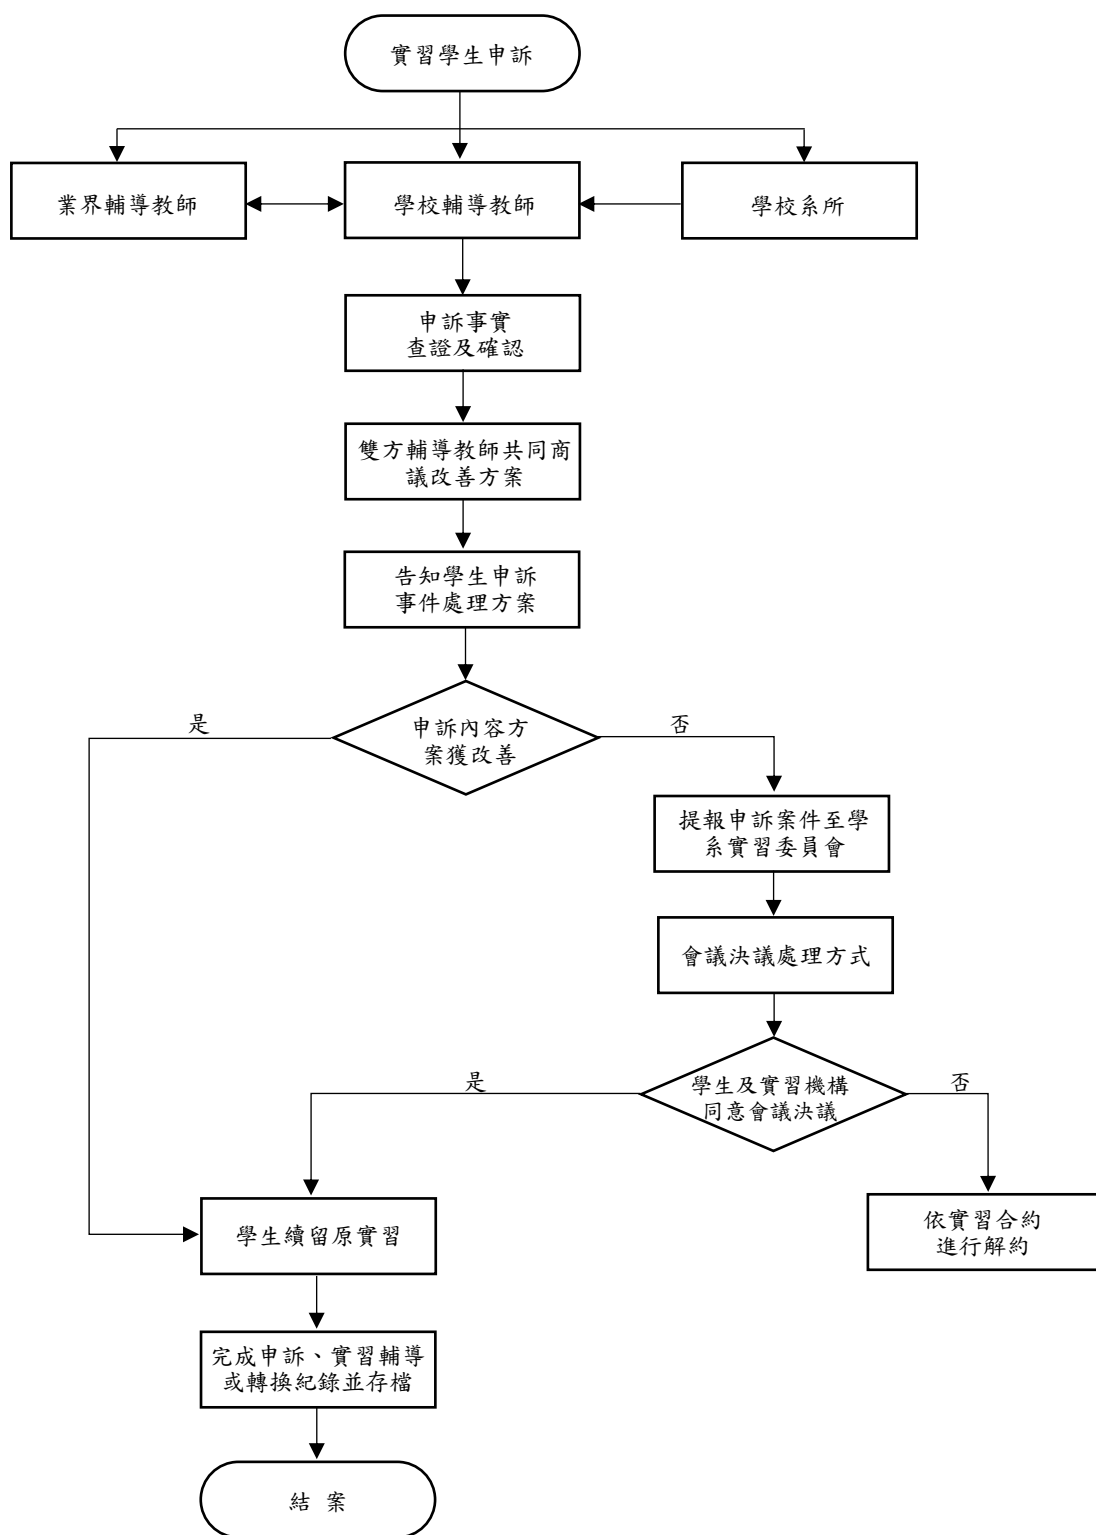 實習學生申訴
業界輔導教師
學校輔導教師
學校系所
申訴事實
查證及確認
雙方輔導教師共同商
議改善方案
告知學生申訴
事件處理方案
是
申訴內容方
案獲改善
否
提報申訴案件至學
系實習委員會
會議決議處理方式
是
學生及實習機構
同意會議決議
否
學生續留原實習
依實習合約
進行解約
完成申訴、實習輔導
或轉換紀錄並存檔
結 案